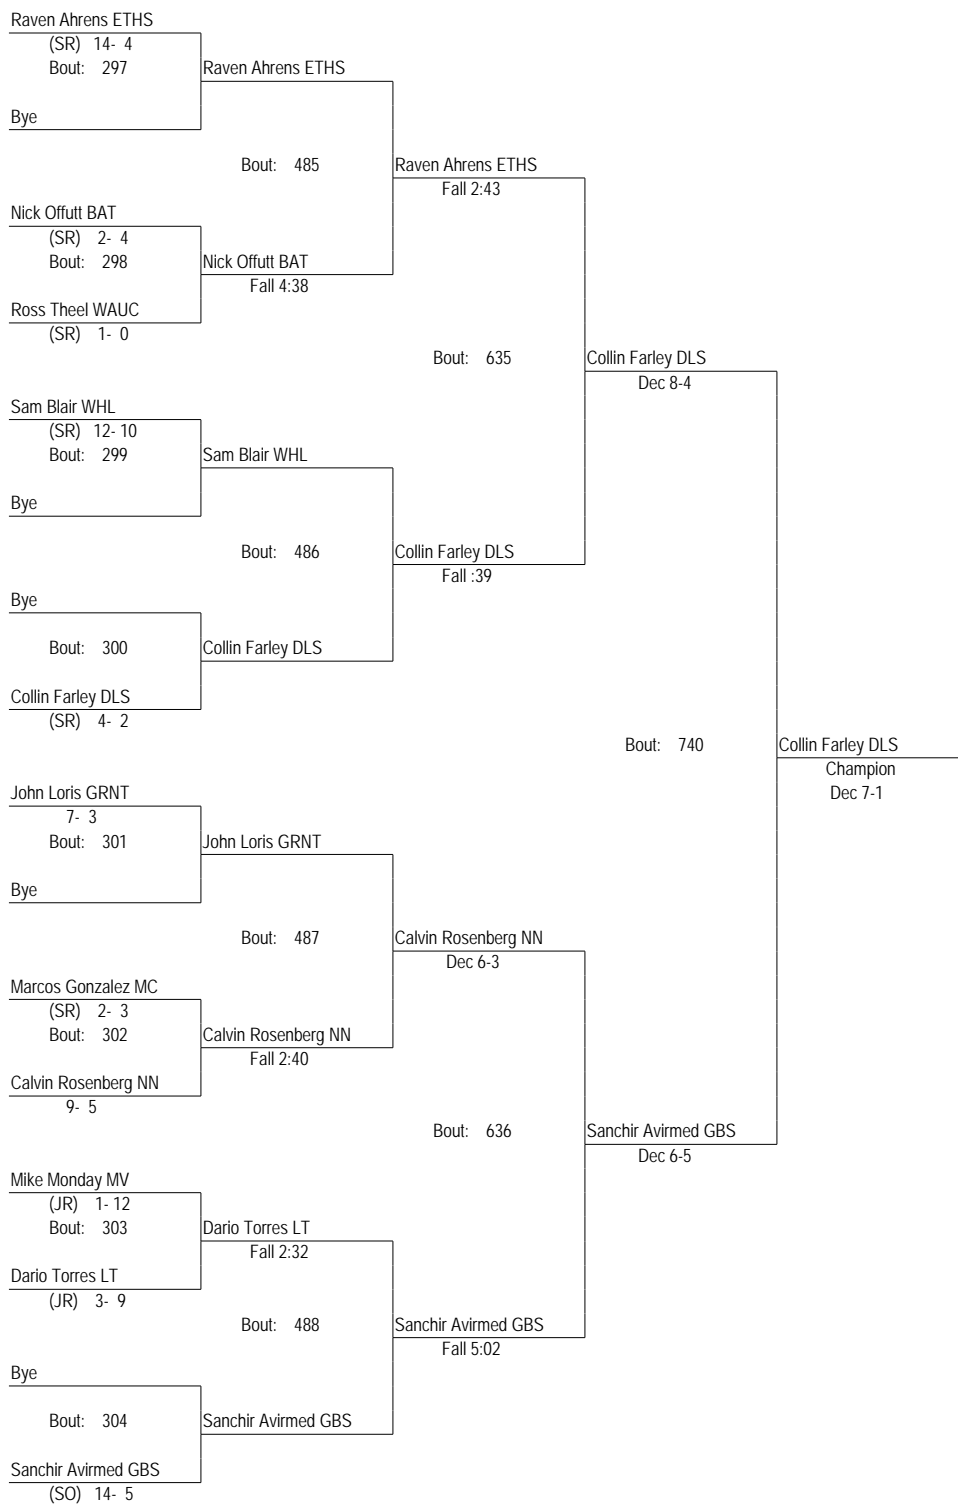 Raven Ahrens ETHS
(SR) 14- 4
Bout: 297
Raven Ahrens ETHS
Bye
Bout: 485
Raven Ahrens ETHS
Fall 2:43
Nick Offutt BAT
(SR) 2- 4
Bout: 298
Nick Offutt BAT
Fall 4:38
Ross Theel WAUC
(SR) 1- 0
Bout: 635
Collin Farley DLS
Dec 8-4
Sam Blair WHL
(SR) 12- 10
Bout: 299
Sam Blair WHL
Bye
Bout: 486
Collin Farley DLS
Fall :39
Bye
Bout: 300
Collin Farley DLS
Collin Farley DLS
(SR) 4- 2
Bout: 740
Collin Farley DLS
Champion
Dec 7-1
John Loris GRNT
7- 3
Bout: 301
John Loris GRNT
Bye
Bout: 487
Calvin Rosenberg NN
Dec 6-3
Marcos Gonzalez MC
(SR) 2- 3
Bout: 302
Calvin Rosenberg NN
Fall 2:40
Calvin Rosenberg NN
9- 5
Bout: 636
Sanchir Avirmed GBS
Dec 6-5
Mike Monday MV
(JR) 1- 12
Bout: 303
Dario Torres LT
Fall 2:32
Dario Torres LT
(JR) 3- 9
Bout: 488
Sanchir Avirmed GBS
Fall 5:02
Bye
Bout: 304
Sanchir Avirmed GBS
Sanchir Avirmed GBS
(SO) 14- 5